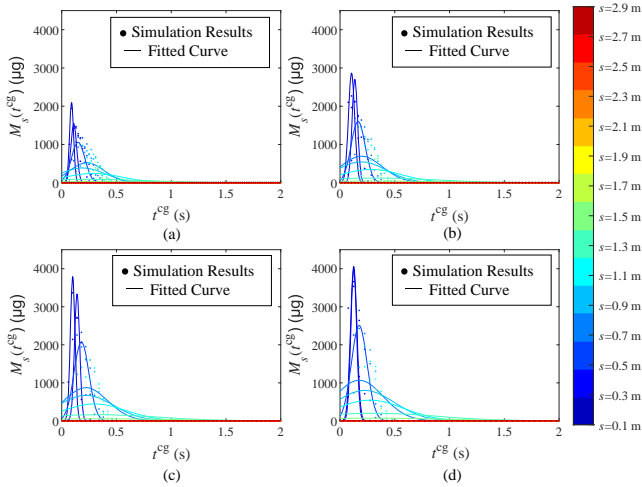 4000
3000
2000
1000
0
M_s(t^cg) (μg)
Simulation Results
Fitted Curve
0 0.5 1 1.5 2
t^cg (s)
(a)
4000
3000
2000
1000
0
M_s(t^cg) (μg)
Simulation Results
Fitted Curve
0 0.5 1 1.5 2
t^cg (s)
(b)
4000
3000
2000
1000
0
M_s(t^cg) (μg)
Simulation Results
Fitted Curve
0 0.5 1 1.5 2
t^cg (s)
(c)
4000
3000
2000
1000
0
M_s(t^cg) (μg)
Simulation Results
Fitted Curve
0 0.5 1 1.5 2
t^cg (s)
(d)
s=2.9 m
s=2.7 m
s=2.5 m
s=2.3 m
s=2.1 m
s=1.9 m
s=1.7 m
s=1.5 m
s=1.3 m
s=1.1 m
s=0.9 m
s=0.7 m
s=0.5 m
s=0.3 m
s=0.1 m